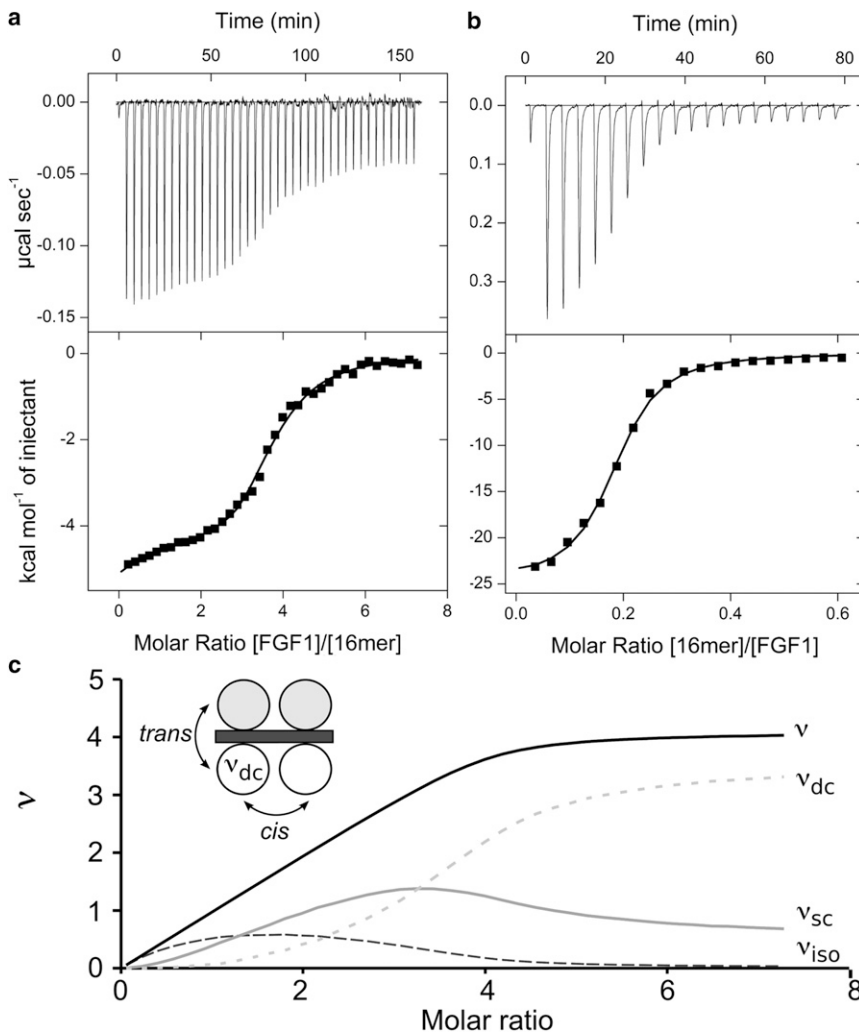 a
Time (min)
0 50 100 150
0.00
-0.05
-0.10
-0.15
µcal sec-1
0
-2
-4
kcal mol-1 of injectant
0 2 4 6 8
Molar Ratio [FGF1]/[16mer]
b
Time (min)
0 20 40 60 80
0.0
0.1
0.2
0.3
0
-5
-10
-15
-20
-25
0.0 0.2 0.4 0.6
Molar Ratio [16mer]/[FGF1]
c
5
4
3
2
1
0
ν
trans
νdc
cis
ν
νdc
νsc
νiso
0 2 4 6 8
Molar ratio